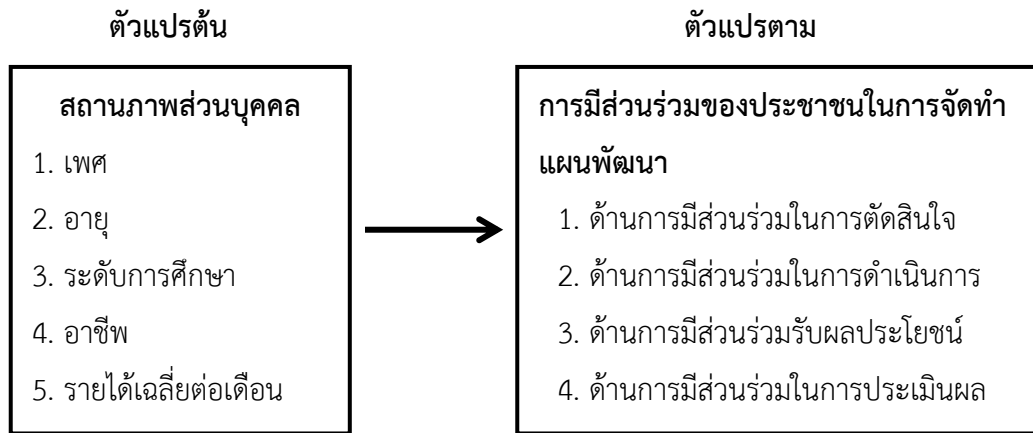 ตัวแปรต้น
ตัวแปรตาม
สถานภาพส่วนบุคคล
1. เพศ
2. อายุ
3. ระดับการศึกษา
4. อาชีพ
5. รายได้เฉลี่ยต่อเดือน
การมีส่วนร่วมของประชาชนในการจัดทำ
แผนพัฒนา
1. ด้านการมีส่วนร่วมในการตัดสินใจ
2. ด้านการมีส่วนร่วมในการดำเนินการ
3. ด้านการมีส่วนร่วมรับผลประโยชน์
4. ด้านการมีส่วนร่วมในการประเมินผล